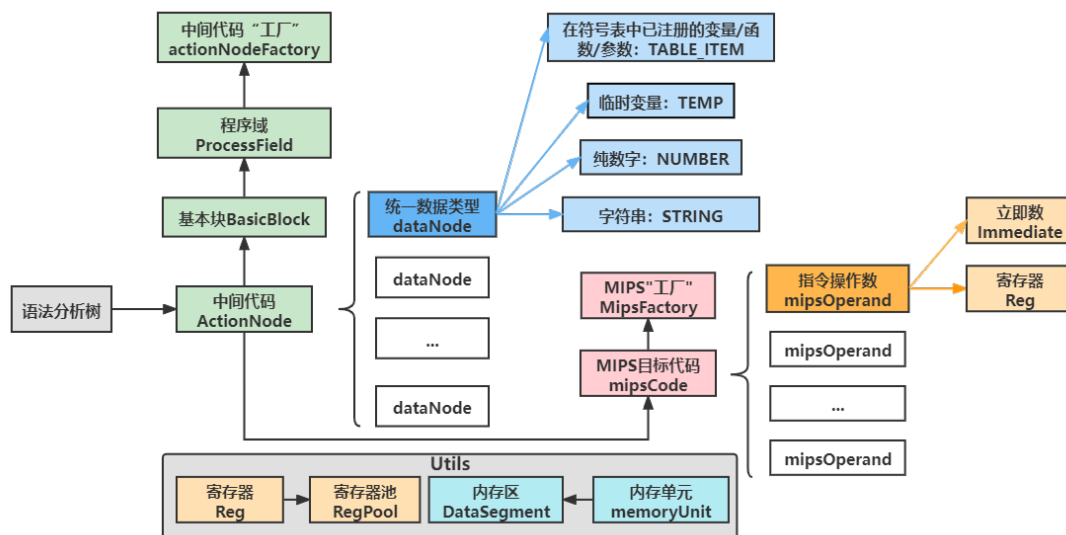 中间代码“工厂”
actionNodeFactory
程序域
ProcessField
基本块BasicBlock
语法分析树
中间代码
ActionNode
统一数据类型
dataNode
dataNode
...
dataNode
在符号表中已注册的变量/函
数/参数：TABLE_ITEM
临时变量：TEMP
纯数字：NUMBER
字符串：STRING
MIPS"工厂"
MipsFactory
MIPS目标代码
mipsCode
指令操作数
mipsOperand
mipsOperand
...
mipsOperand
立即数
Immediate
寄存器
Reg
Utils
寄存器
Reg
寄存器池
RegPool
内存区
DataSegment
内存单元
memoryUnit